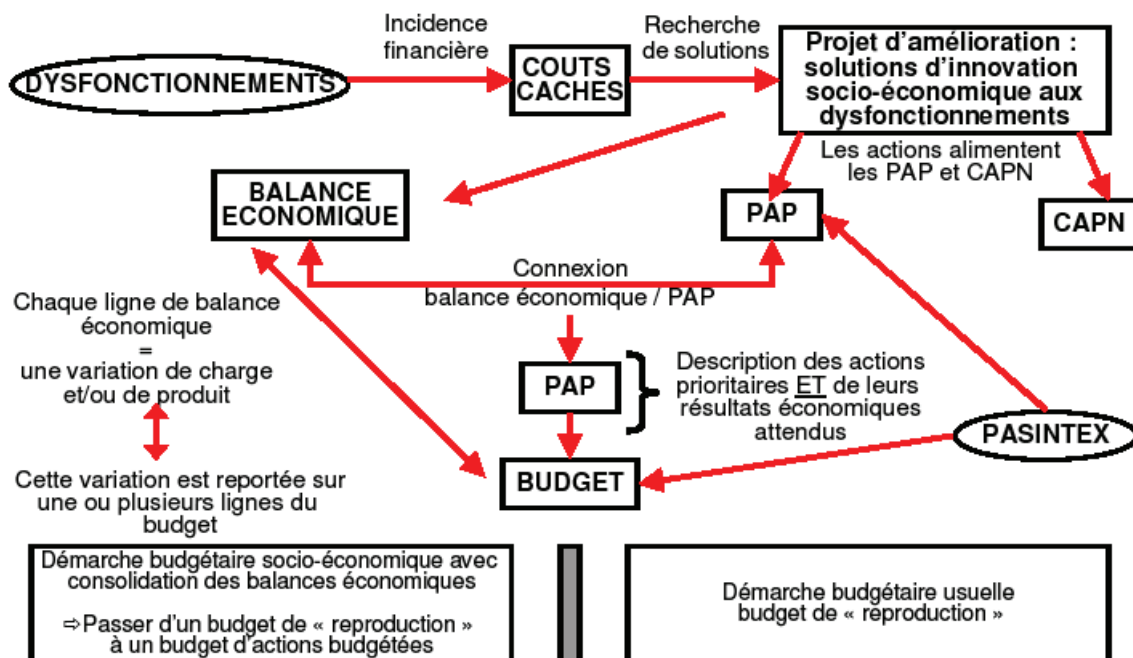 Incidence
financière
Recherche
de solutions
DYSFONCTIONNEMENTS
COUTS
CACHES
Projet d'amélioration :
solutions d'innovation
socio-économique aux
dysfonctionnements
Les actions alimentent
les PAP et CAPN
BALANCE
ECONOMIQUE
PAP
CAPN
Connexion
balance économique / PAP
Chaque ligne de balance
économique
=
une variation de charge
et/ou de produit
PAP
Description des actions
prioritaires ET de leurs
résultats économiques
attendus
PASINTEX
Cette variation est reportée sur
une ou plusieurs lignes du
budget
BUDGET
Démarche budgétaire socio-économique avec
consolidation des balances économiques
⇨Passer d'un budget de « reproduction »
à un budget d'actions budgétées
Démarche budgétaire usuelle
budget de « reproduction »